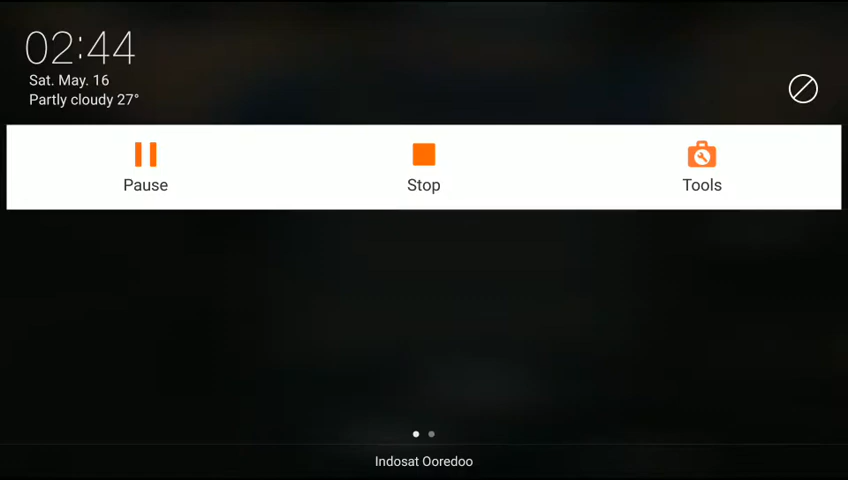 02:44
Sat. May. 16
Partly cloudy 27°
Pause
Stop
Tools
Indosat Ooredoo